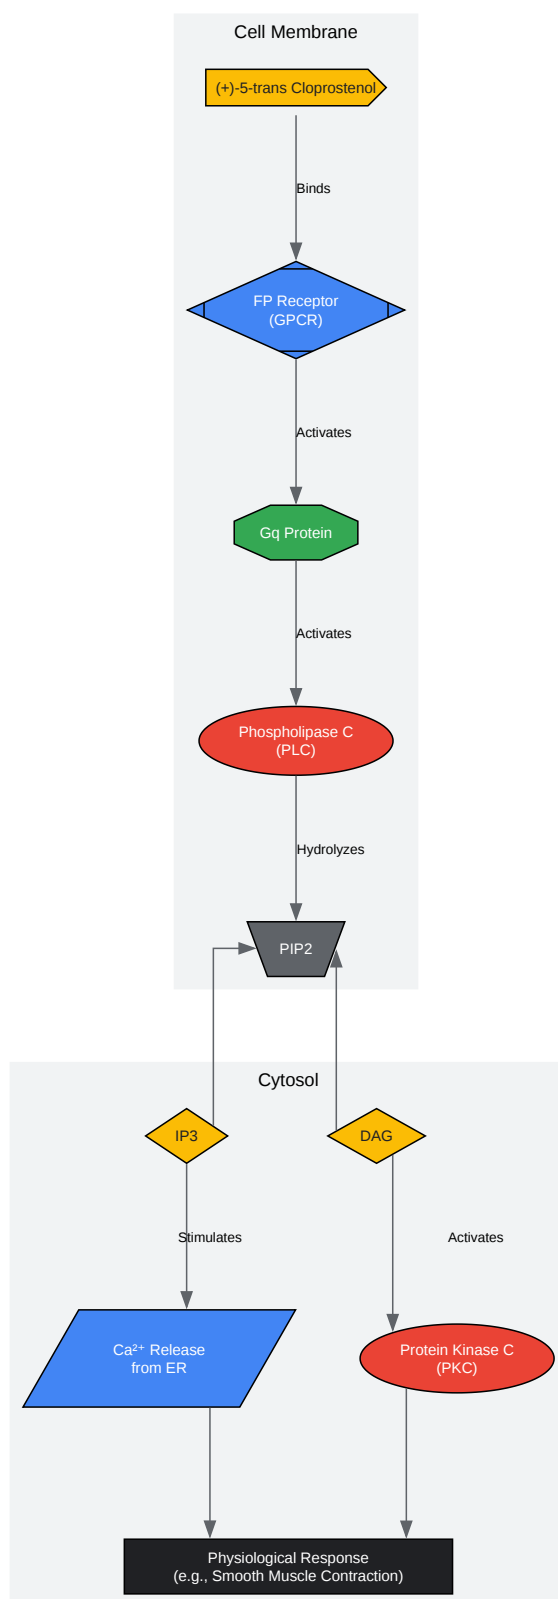 Cell Membrane
(+)-5-trans Cloprostenol
Binds
FP Receptor
(GPCR)
Activates
Gq Protein
Activates
Phospholipase C
(PLC)
Hydrolyzes
PIP2
Cytosol
IP3
DAG
Stimulates
Activates
Ca²⁺ Release
from ER
Protein Kinase C
(PKC)
Physiological Response
(e.g., Smooth Muscle Contraction)